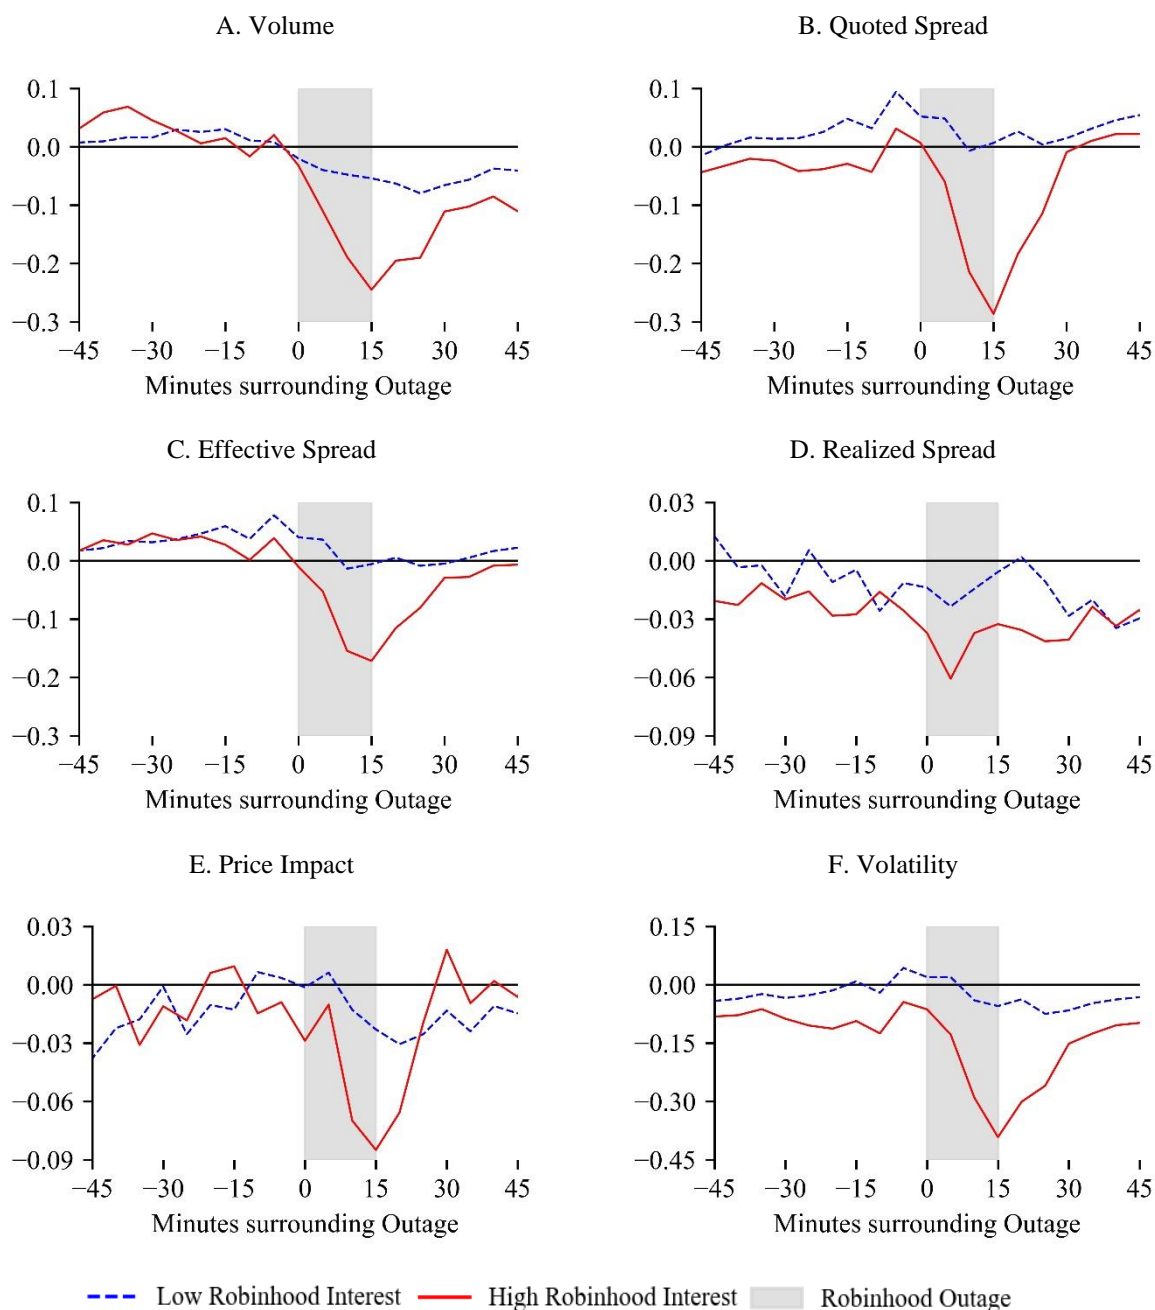 A. Volume
B. Quoted Spread
0.1
0.0
−0.1
−0.2
−0.3
−45 −30 −15 0 15 30 45
Minutes surrounding Outage
0.1
0.0
−0.1
−0.2
−0.3
−45 −30 −15 0 15 30 45
Minutes surrounding Outage
C. Effective Spread
D. Realized Spread
0.1
0.0
−0.1
−0.2
−0.3
−45 −30 −15 0 15 30 45
Minutes surrounding Outage
0.03
0.00
−0.03
−0.06
−0.09
−45 −30 −15 0 15 30 45
Minutes surrounding Outage
E. Price Impact
F. Volatility
0.03
0.00
−0.03
−0.06
−0.09
−45 −30 −15 0 15 30 45
Minutes surrounding Outage
0.15
0.00
−0.15
−0.30
−0.45
−45 −30 −15 0 15 30 45
Minutes surrounding Outage
Low Robinhood Interest High Robinhood Interest Robinhood Outage